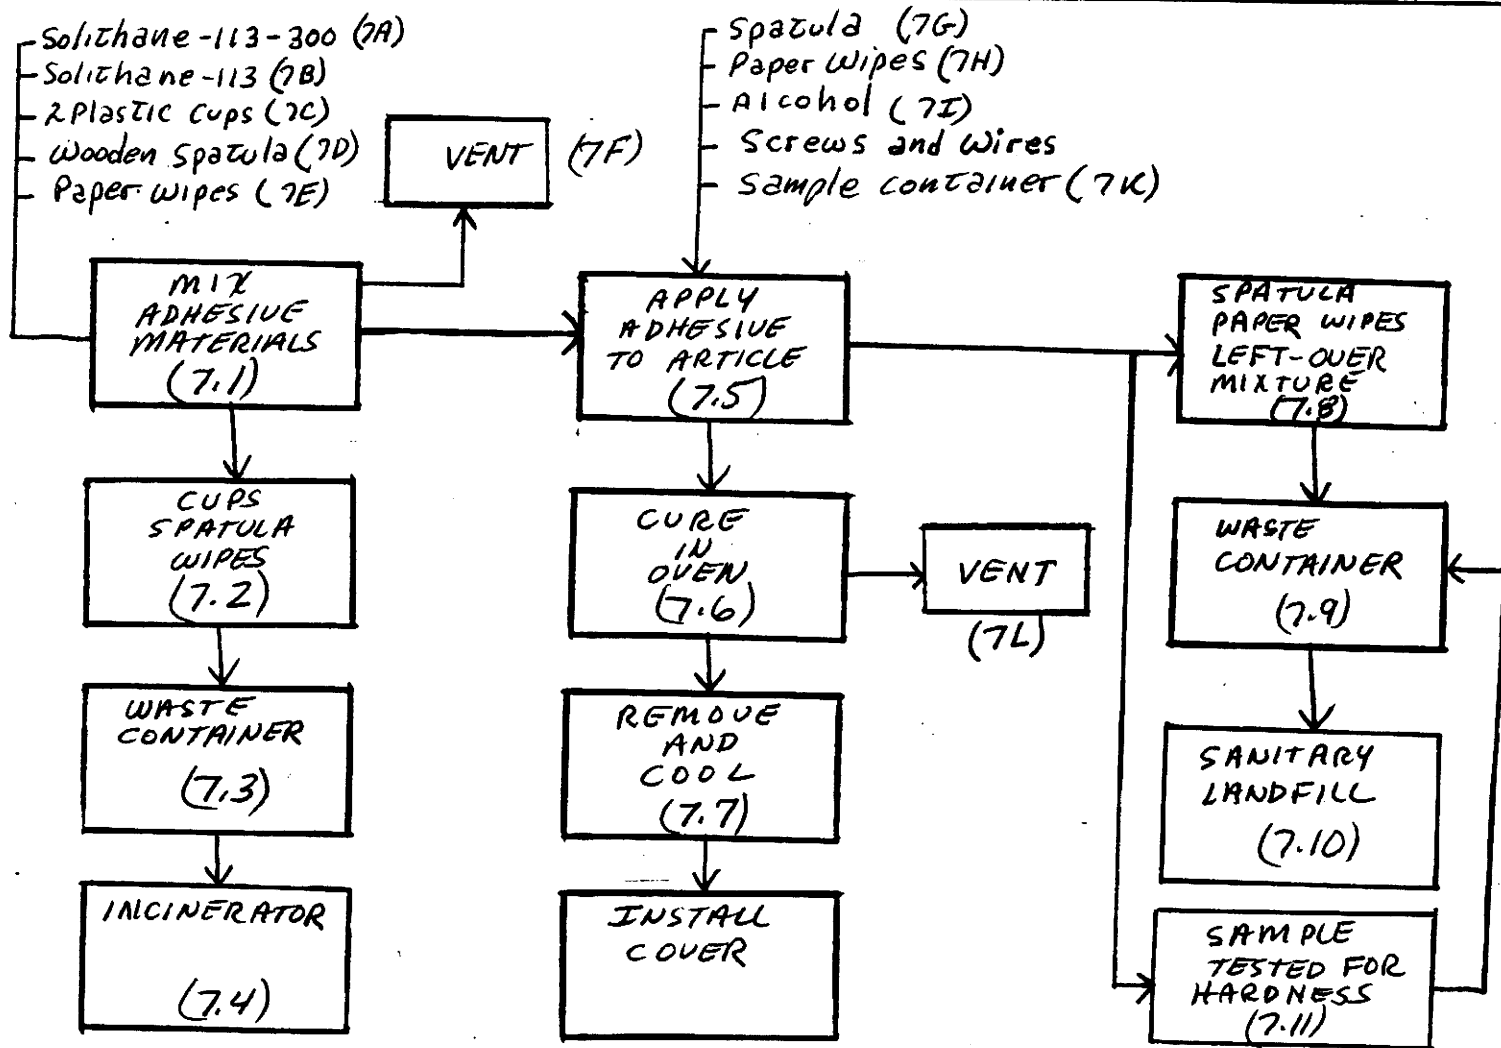 Solithane-113-300 (7A)
Solithane-113 (7B)
2 Plastic Cups (7C)
Wooden Spatula (7D)
Paper wipes (7E)
VENT (7F)
Spatula (7G)
Paper Wipes (7H)
Alcohol (7I)
Screws and Wires
Sample container (7K)
MIX
ADHESIVE
MATERIALS
(7.1)
CUPS
SPATULA
WIPES
(7.2)
WASTE
CONTAINER
(7.3)
INCINERATOR
(7.4)
APPLY
ADHESIVE
TO ARTICLE
(7.5)
CURE
IN
OVEN
(7.6)
VENT
(7L)
REMOVE
AND
COOL
(7.7)
INSTALL
COVER
SPATULA
PAPER WIPES
LEFT-OVER
MIXTURE
(7.8)
WASTE
CONTAINER
(7.9)
SANITARY
LANDFILL
(7.10)
SAMPLE
TESTED FOR
HARDNESS
(7.11)